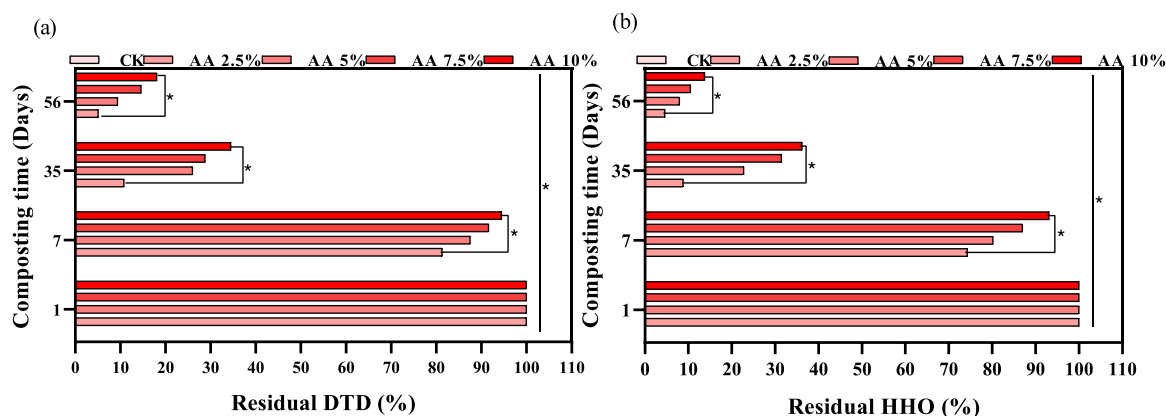 (a)
CK AA 2.5% AA 5% AA 7.5% AA 10%
Composting time (Days)
56
*
35
*
*
7
*
1
0 10 20 30 40 50 60 70 80 90 100 110
Residual DTD (%)
(b)
CK AA 2.5% AA 5% AA 7.5% AA 10%
Composting time (Days)
56
*
35
*
*
7
*
1
0 10 20 30 40 50 60 70 80 90 100 110
Residual HHO (%)